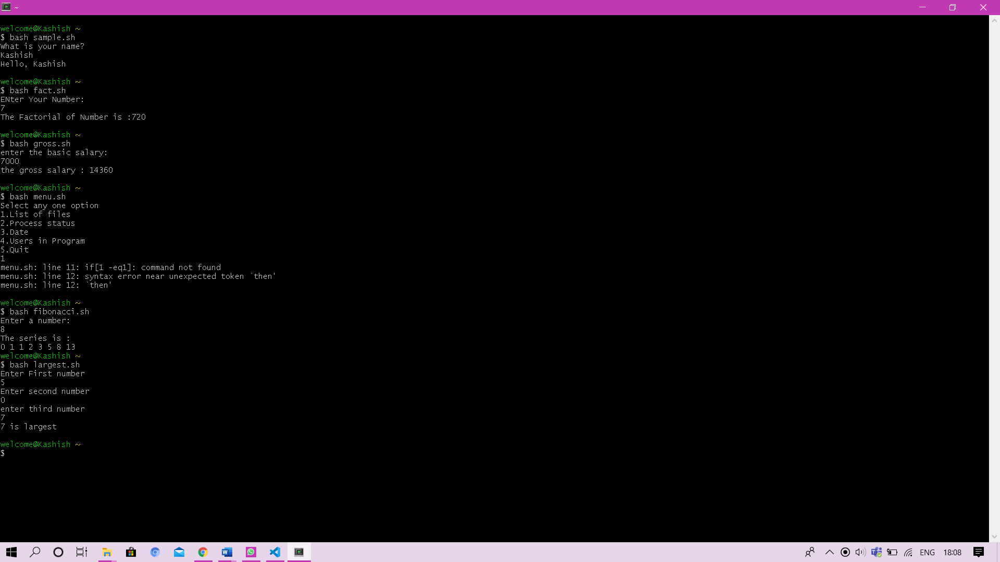 ~
welcome@Kashish ~
$ bash sample.sh
What is your name?
Kashish
Hello, Kashish
welcome@Kashish ~
$ bash fact.sh
ENter Your Number:
7
The Factorial of Number is :720
welcome@Kashish ~
$ bash gross.sh
enter the basic salary:
7000
the gross salary : 14360
welcome@Kashish ~
$ bash menu.sh
Select any one option
1.List of files
2.Process status
3.Date
4.Users in Program
5.Quit
1
menu.sh: line 11: if[1 -eq1]: command not found
menu.sh: line 12: syntax error near unexpected token `then'
menu.sh: line 12: `then'
welcome@Kashish ~
$ bash fibonacci.sh
Enter a number:
8
The series is :
0 1 1 2 3 5 8 13
welcome@Kashish ~
$ bash largest.sh
Enter First number
5
Enter second number
0
enter third number
7
7 is largest
welcome@Kashish ~
$
ENG 18:08